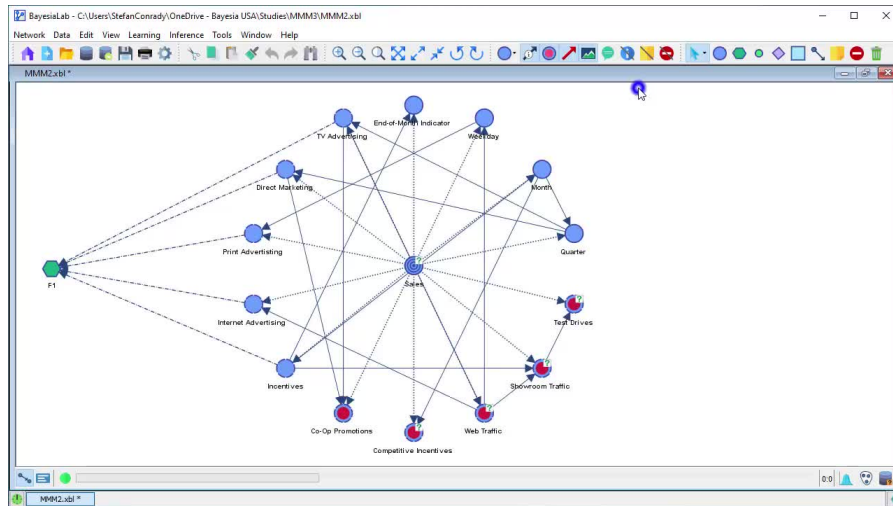 BayesiaLab - C:\Users\StefanConrady\OneDrive - Bayesia USA\Studies\MMM3\MMM2.xbl
Network Data Edit View Learning Inference Tools Window Help
MMM2.xbl *
End-of-Month Indicator
TV Advertising
Weekday
Direct Marketing
Month
Print Advertisting
Quarter
Sales
F1
Internet Advertising
Test Drives
Incentives
Showroom Traffic
Co-Op Promotions
Web Traffic
Competitive Incentives
0:0
MMM2.xbl *